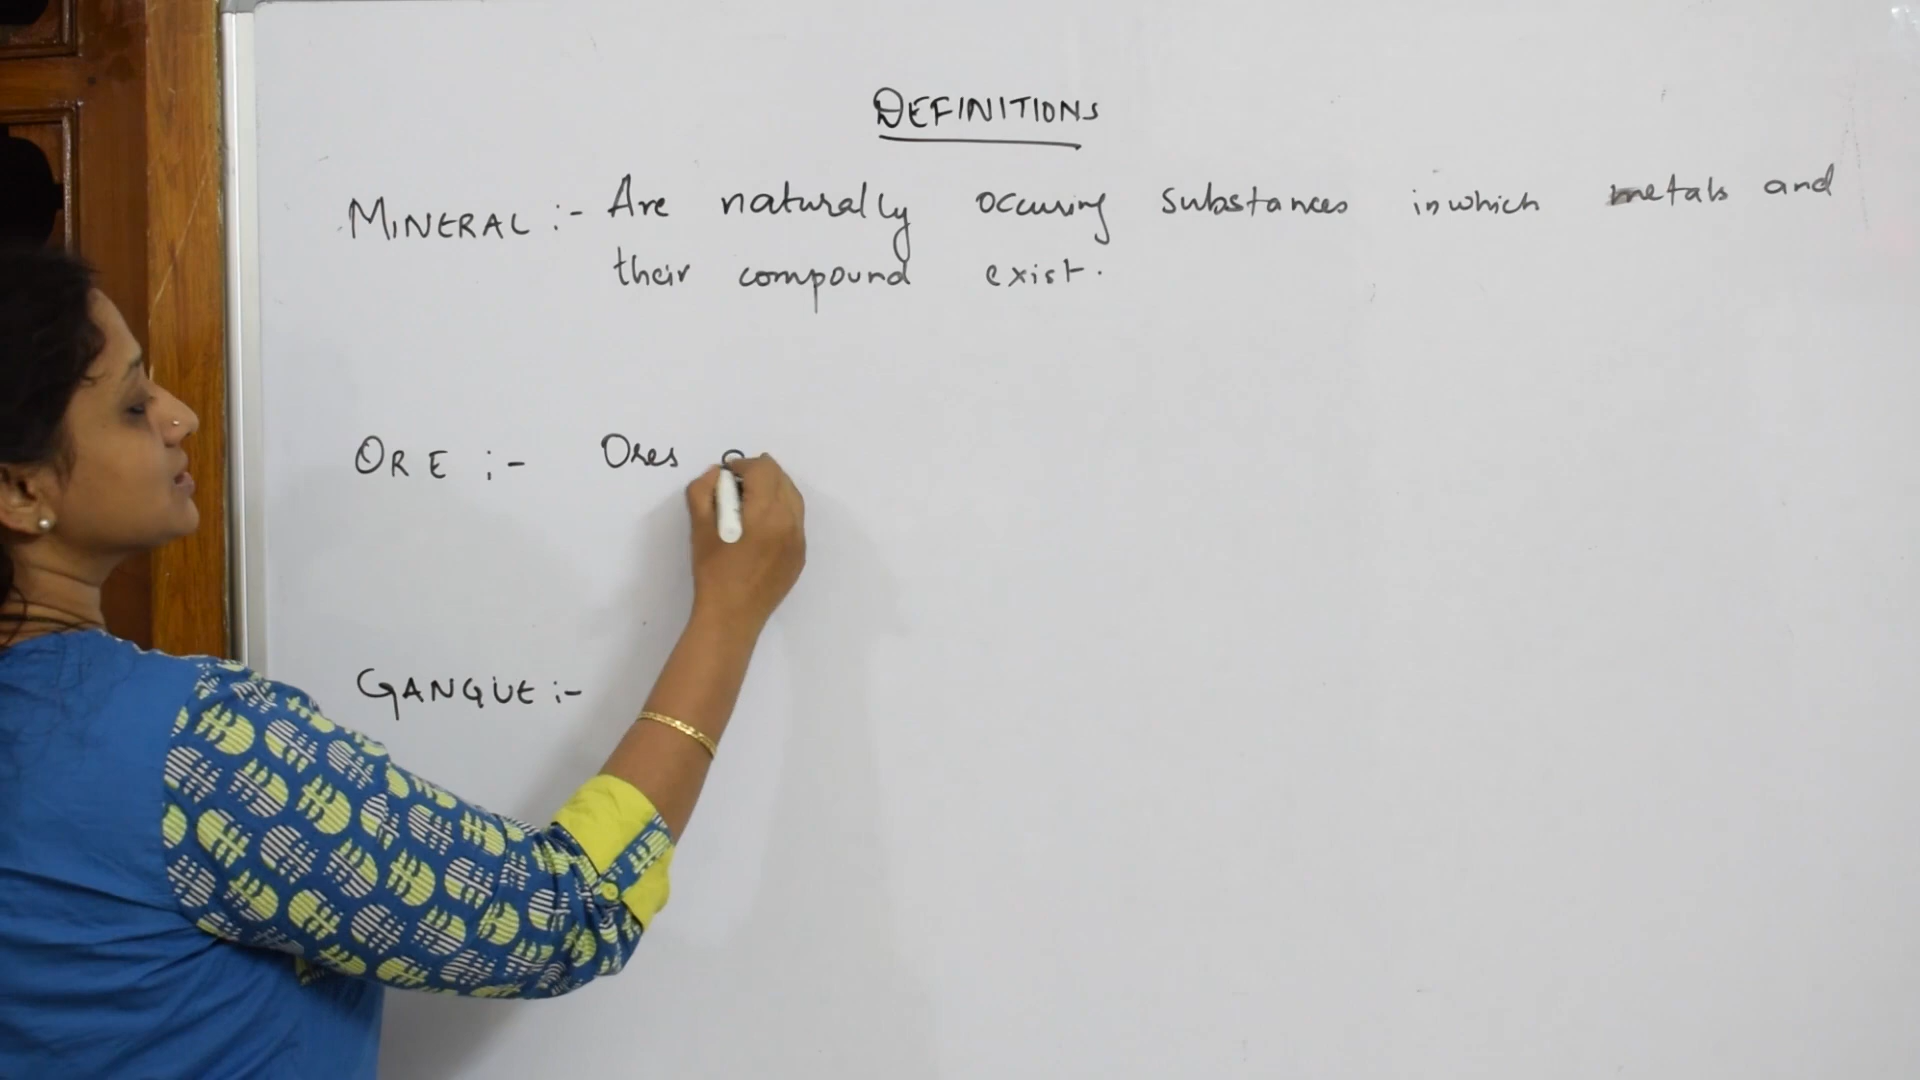 DEFINITIONS
MINERAL :- Are naturally occuring substances inwhich metals and
their compound exist.
ORE :- Ores
GANGUE :-